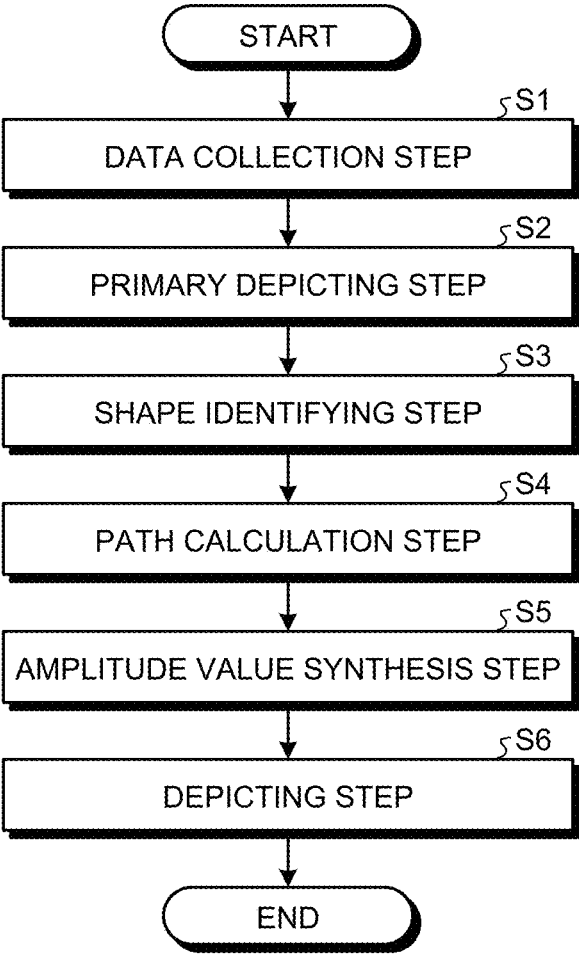 START
S1
DATA COLLECTION STEP
S2
PRIMARY DEPICTING STEP
S3
SHAPE IDENTIFYING STEP
S4
PATH CALCULATION STEP
S5
AMPLITUDE VALUE SYNTHESIS STEP
S6
DEPICTING STEP
END